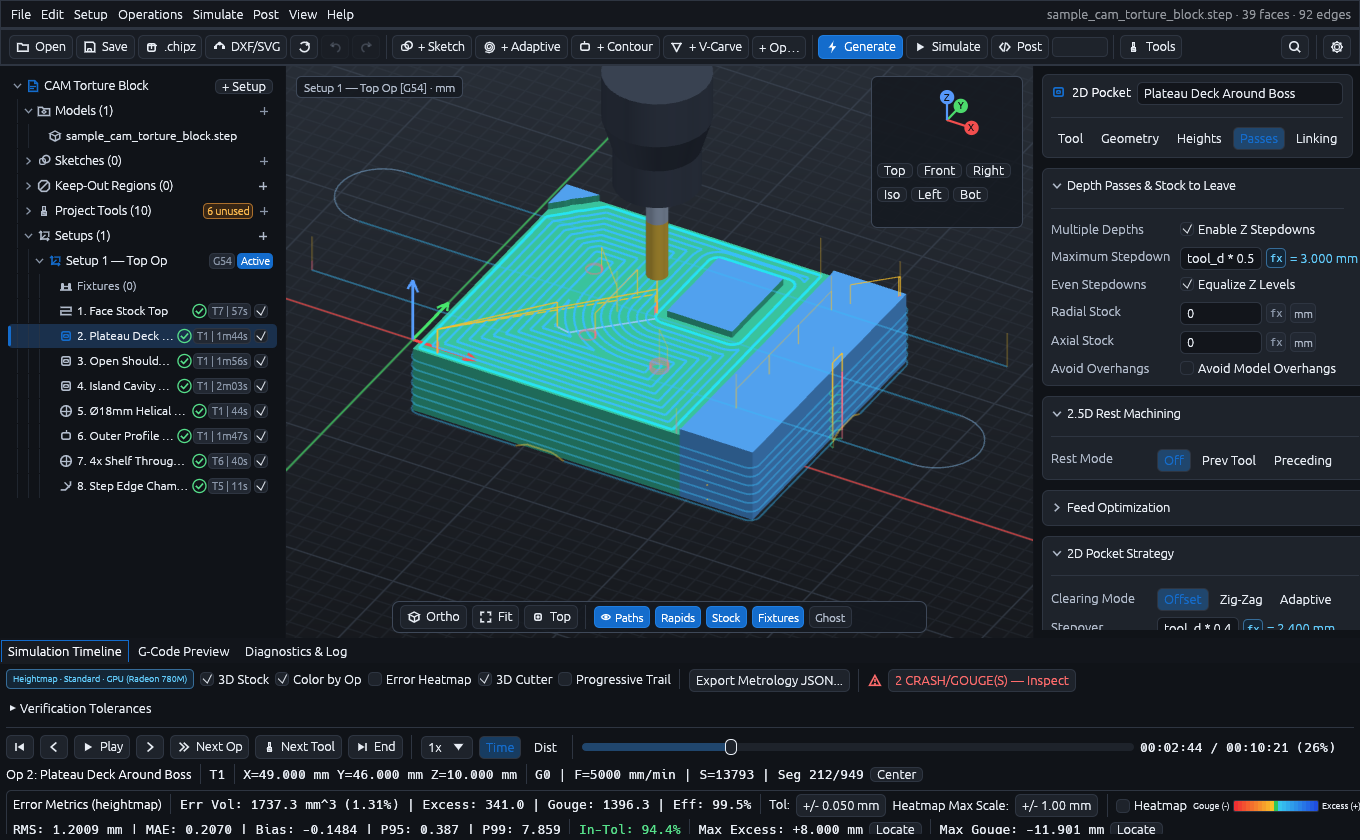 File Edit Setup Operations Simulate Post View Help sample_cam_torture_block.step · 39 faces · 92 edges
Open Save .chipz DXF/SVG + Sketch + Adaptive + Contour + V-Carve + Op… Generate Simulate Post Tools
CAM Torture Block + Setup
Models (1) +
sample_cam_torture_block.step
Sketches (0) +
Keep-Out Regions (0) +
Project Tools (10) 6 unused +
Setups (1) +
Setup 1 — Top Op G54 Active
Fixtures (0)
1. Face Stock Top T7 | 57s
2. Plateau Deck … T1 | 1m44s
3. Open Should… T1 | 1m56s
4. Island Cavity … T1 | 2m03s
5. Ø18mm Helical … T1 | 44s
6. Outer Profile … T1 | 1m47s
7. 4x Shelf Throug… T6 | 40s
8. Step Edge Cham… T5 | 11s
Setup 1 — Top Op [G54] · mm
Z
Y
X
Top Front Right
Iso Left Bot
Ortho Fit Top Paths Rapids Stock Fixtures Ghost
2D Pocket Plateau Deck Around Boss
Tool Geometry Heights Passes Linking
Depth Passes & Stock to Leave
Multiple Depths Enable Z Stepdowns
Maximum Stepdown tool_d * 0.5 fx = 3.000 mm
Even Stepdowns Equalize Z Levels
Radial Stock 0 fx mm
Axial Stock 0 fx mm
Avoid Overhangs Avoid Model Overhangs
2.5D Rest Machining
Rest Mode Off Prev Tool Preceding
Feed Optimization
2D Pocket Strategy
Clearing Mode Offset Zig-Zag Adaptive
Stepover tool_d * 0.4 fx = 2.400 mm
Simulation Timeline G-Code Preview Diagnostics & Log
Heightmap · Standard · GPU (Radeon 780M) 3D Stock Color by Op Error Heatmap 3D Cutter Progressive Trail Export Metrology JSON... 2 CRASH/GOUGE(S) — Inspect
Verification Tolerances
Play Next Op Next Tool End 1x Time Dist 00:02:44 / 00:10:21 (26%)
Op 2: Plateau Deck Around Boss T1 X=49.000 mm Y=46.000 mm Z=10.000 mm G0 | F=5000 mm/min | S=13793 | Seg 212/949 Center
Error Metrics (heightmap) Err Vol: 1737.3 mm^3 (1.31%) | Excess: 341.0 | Gouge: 1396.3 | Eff: 99.5% Tol: +/- 0.050 mm Heatmap Max Scale: +/- 1.00 mm Heatmap Gouge (-) Excess (+)
RMS: 1.2009 mm | MAE: 0.2070 | Bias: -0.1484 | P95: 0.387 | P99: 7.859 In-Tol: 94.4% Max Excess: +8.000 mm Locate Max Gouge: -11.901 mm Locate